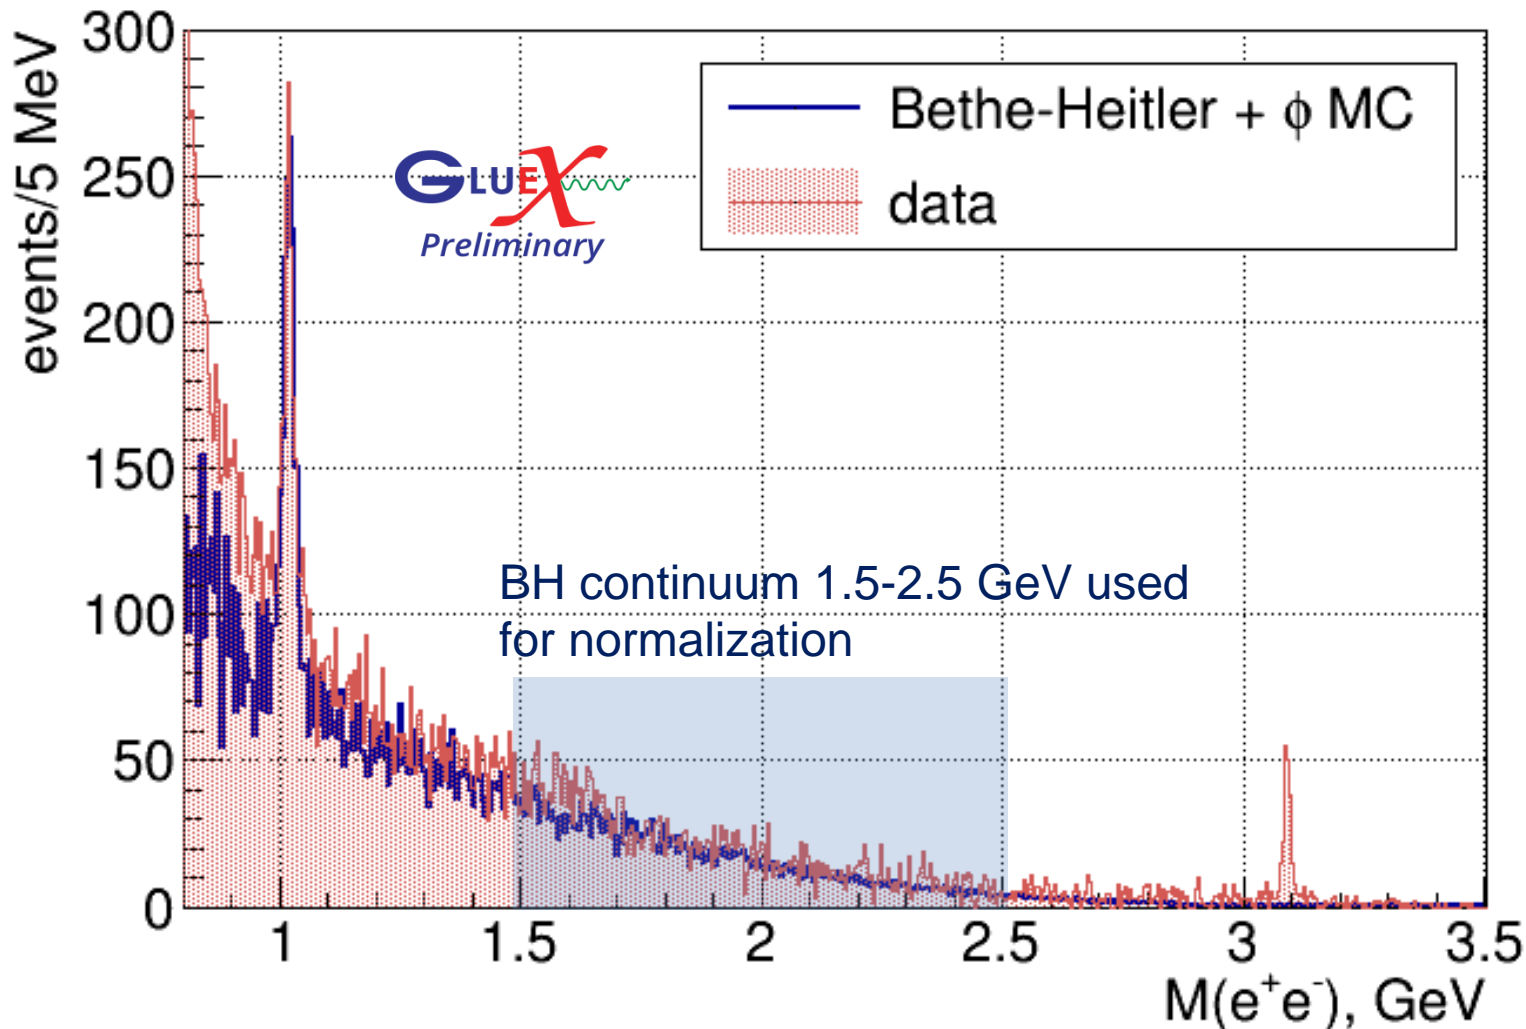 300
250
200
150
100
50
0
events/5 MeV
Bethe-Heitler + ϕ MC
data
GLUEX
Preliminary
BH continuum 1.5-2.5 GeV used
for normalization
1 1.5 2 2.5 3 3.5
M(e⁺e⁻), GeV